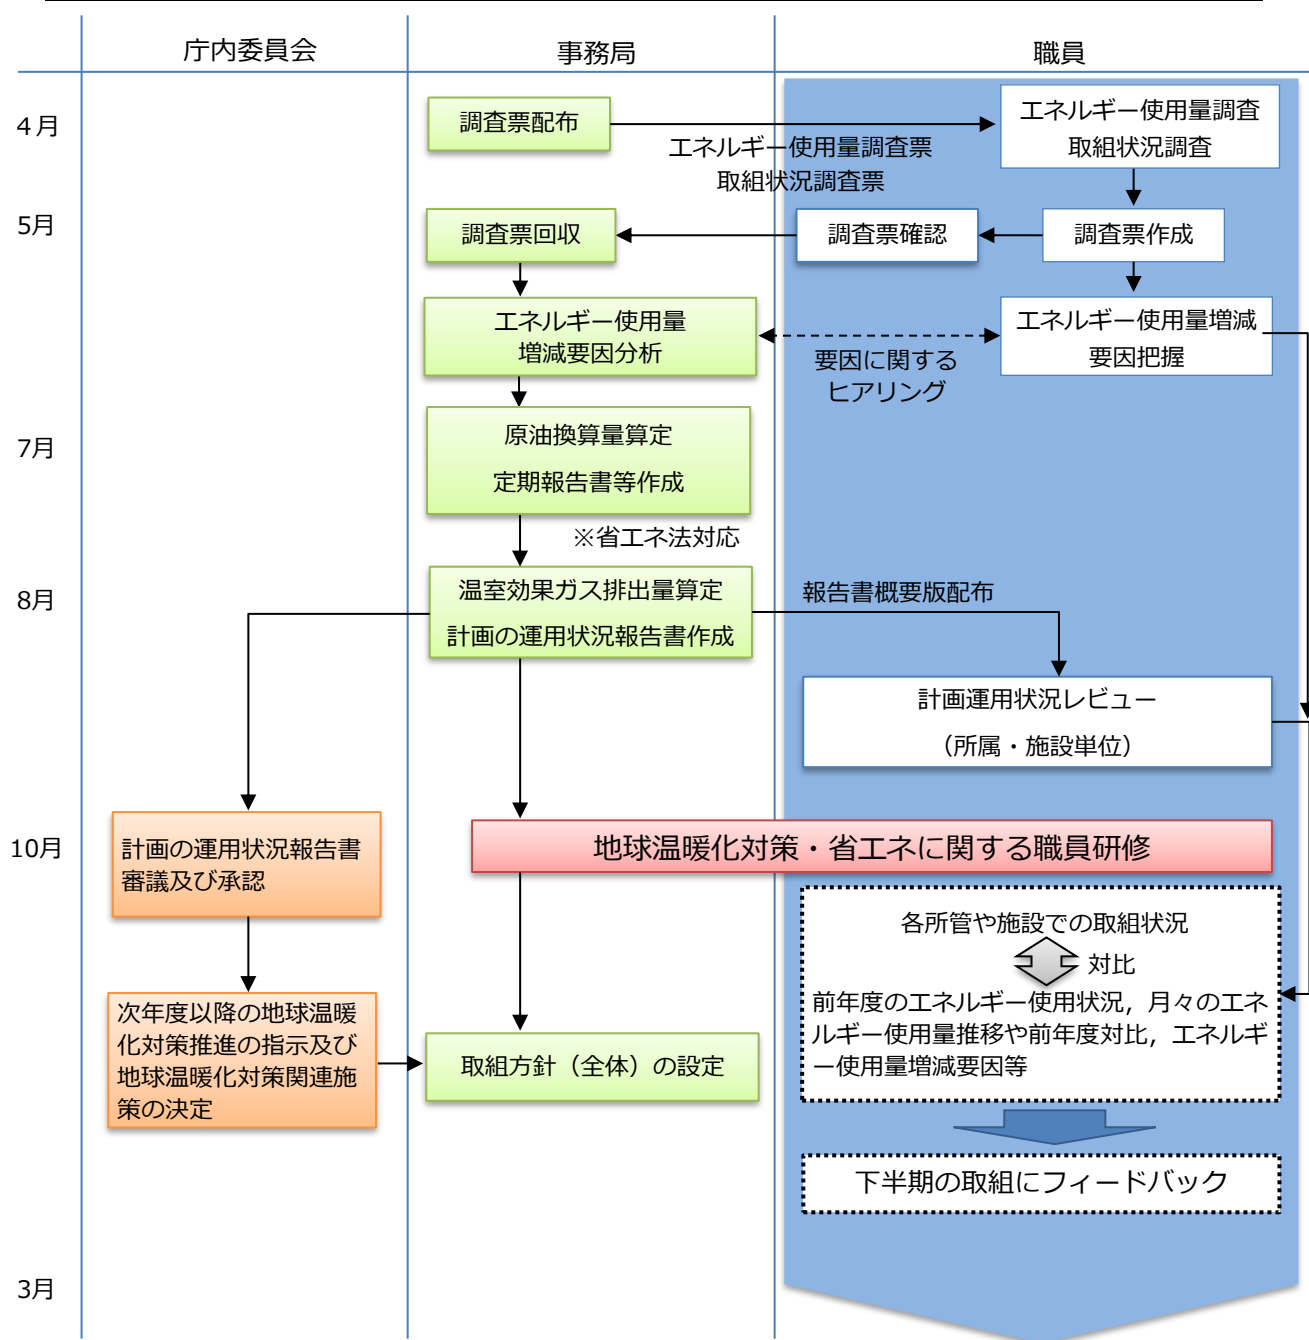 庁内委員会
事務局
職員
４月
調査票配布
エネルギー使用量調査票
取組状況調査票
エネルギー使用量調査
取組状況調査
5月
調査票回収
調査票確認
調査票作成
エネルギー使用量
増減要因分析
要因に関する
ヒアリング
エネルギー使用量増減
要因把握
7月
原油換算量算定
定期報告書等作成
※省エネ法対応
8月
温室効果ガス排出量算定
計画の運用状況報告書作成
報告書概要版配布
計画運用状況レビュー
（所属・施設単位）
10月
計画の運用状況報告書
審議及び承認
地球温暖化対策・省エネに関する職員研修
各所管や施設での取組状況
対比
前年度のエネルギー使用状況，月々のエネ
ルギー使用量推移や前年度対比，エネルギ
ー使用量増減要因等
次年度以降の地球温暖
化対策推進の指示及び
地球温暖化対策関連施
策の決定
取組方針（全体）の設定
下半期の取組にフィードバック
3月